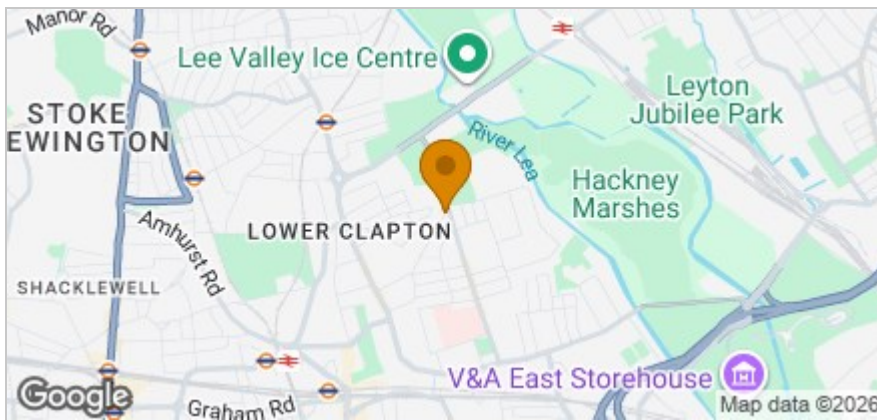 Manor Rd
Lee Valley Ice Centre
Leyton
Jubilee Park
STOKE
EWINGTON
River Lea
Hackney
Marshes
LOWER CLAPTON
Amhurst Rd
SHACKLEWELL
V&A East Storehouse
Graham Rd
Google
Map data ©2026